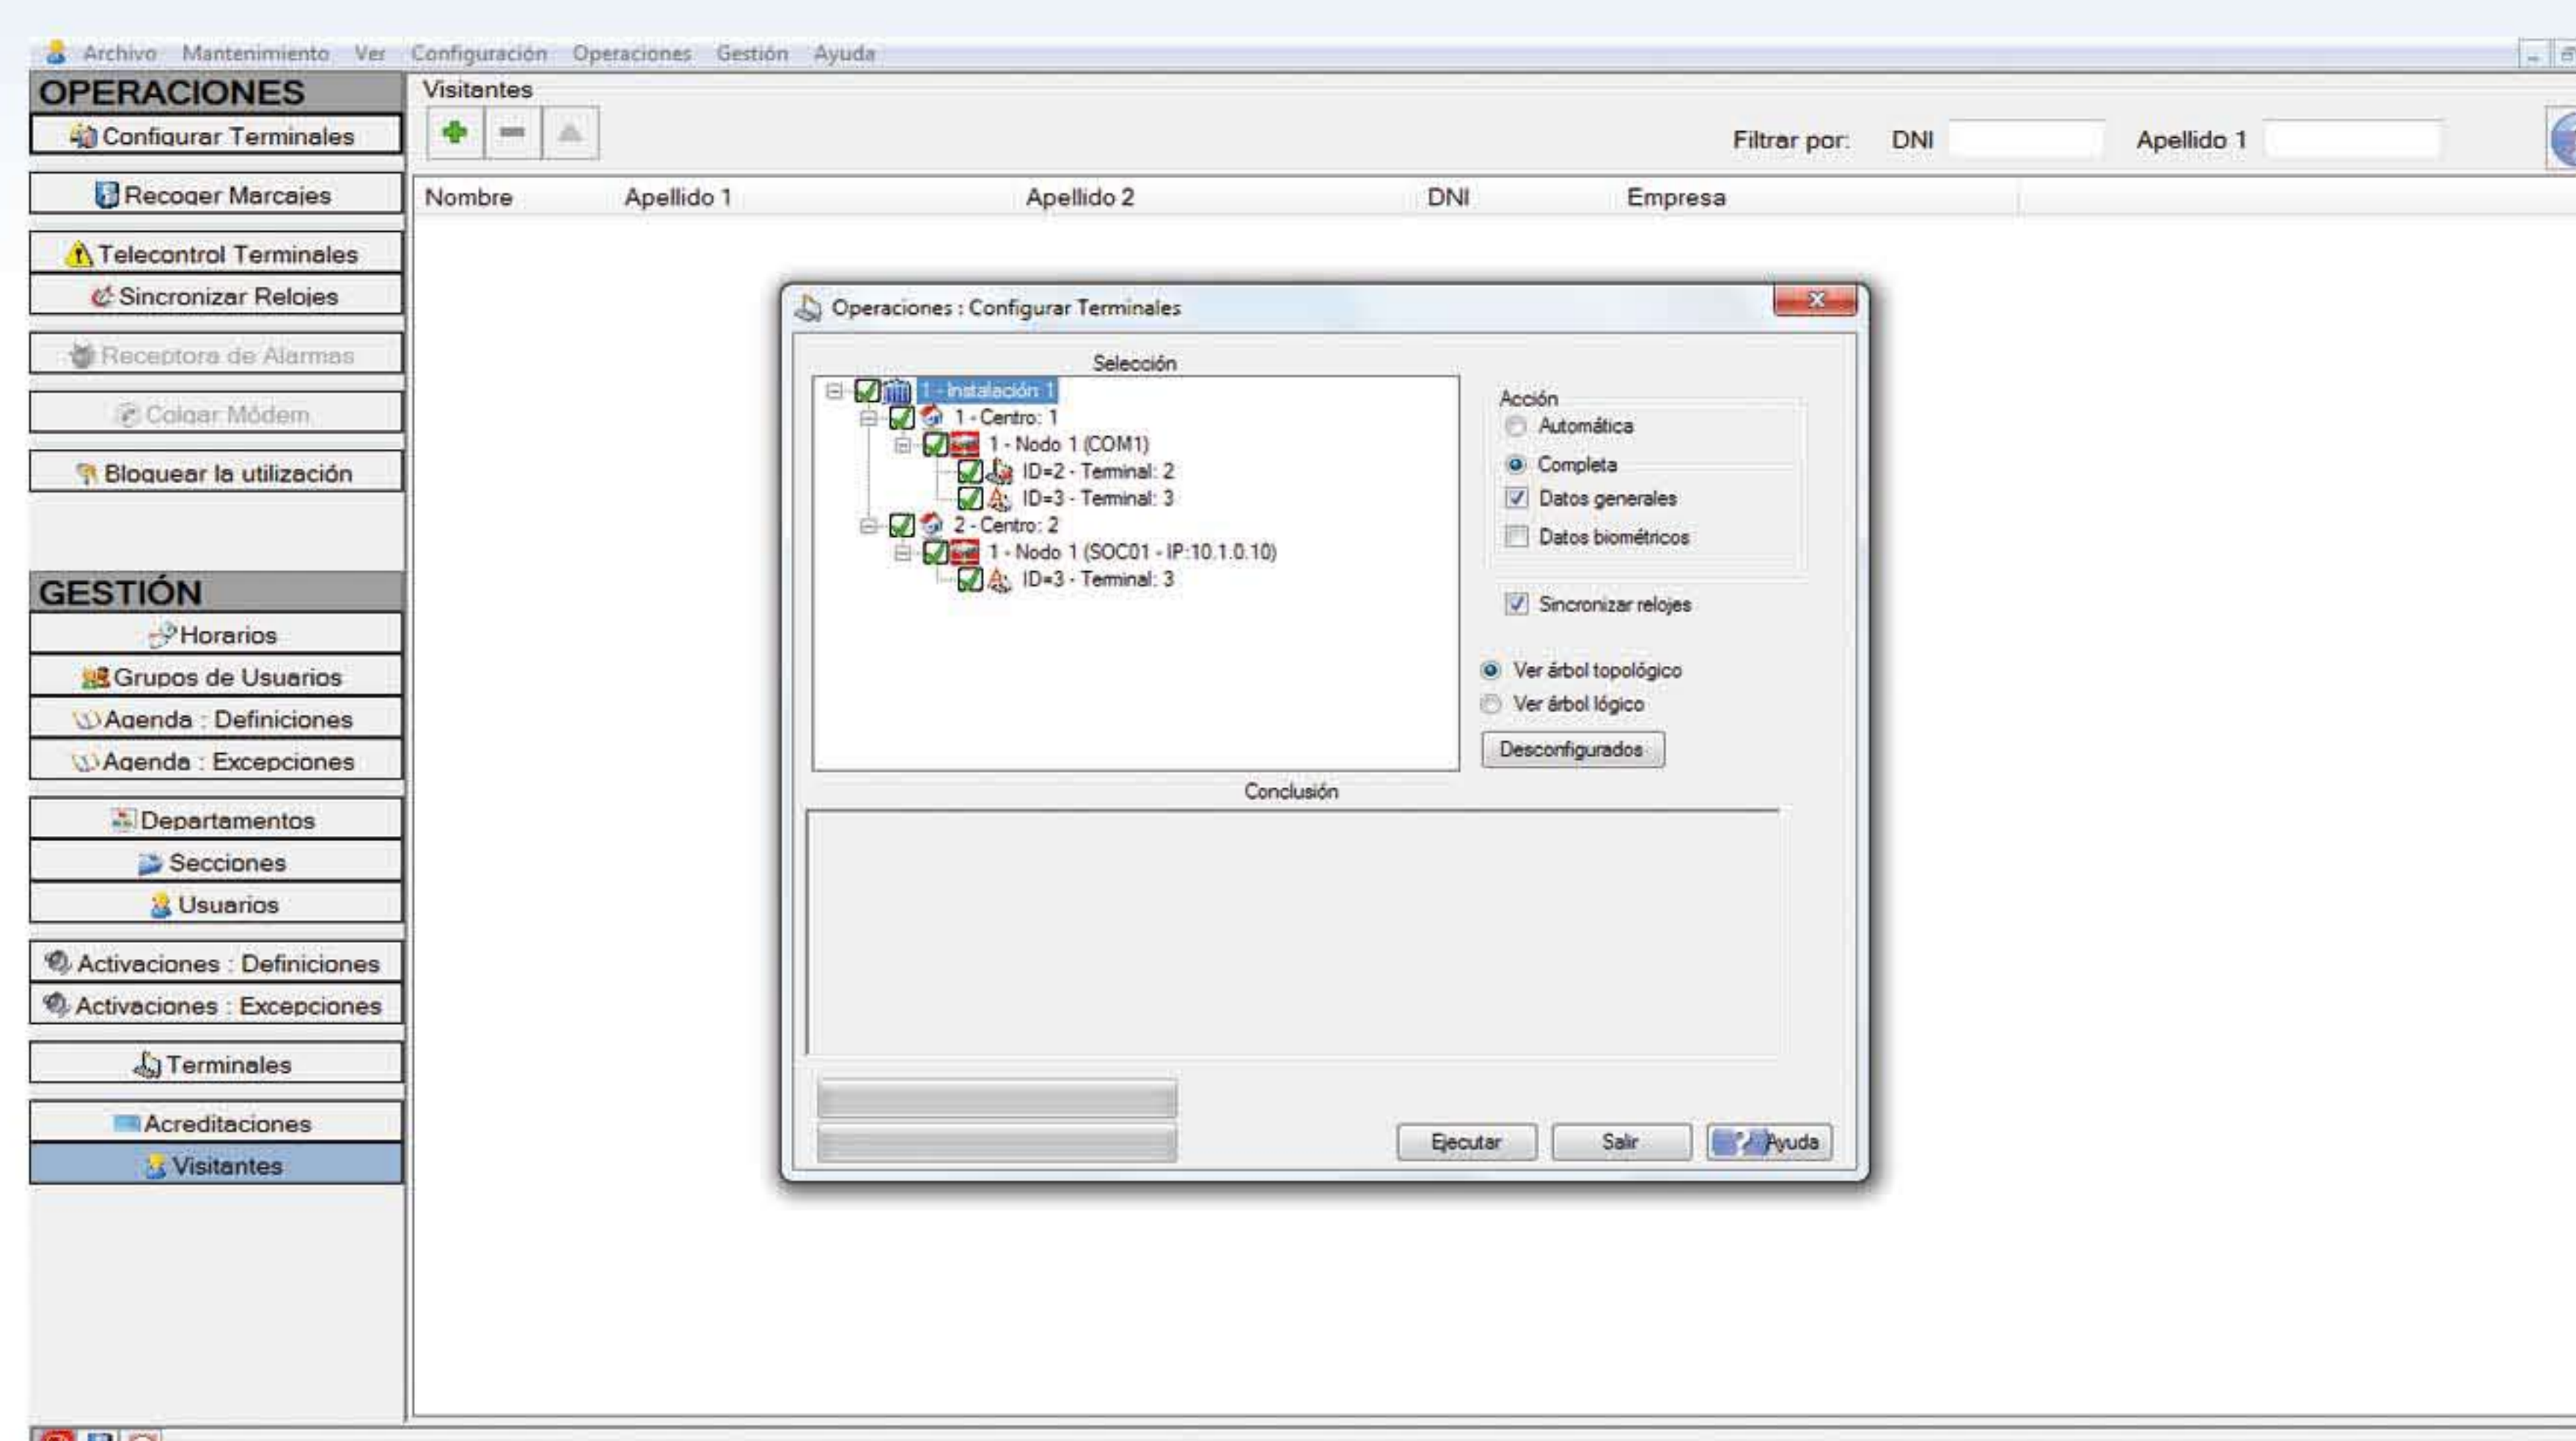 Archivo Mantenimiento Ver Configuración Operaciones Gestión Ayuda
OPERACIONES
Configurar Terminales
Recoger Marcajes
Telecontrol Terminales
Sincronizar Relojes
Receptora de Alarmas
Colgar Módem
Bloquear la utilización
GESTIÓN
Horarios
Grupos de Usuarios
Agenda : Definiciones
Agenda : Excepciones
Departamentos
Secciones
Usuarios
Activaciones : Definiciones
Activaciones : Excepciones
Terminales
Acreditaciones
Visitantes
Visitantes
Filtrar por: DNI Apellido 1
Nombre Apellido 1 Apellido 2 DNI Empresa
Operaciones : Configurar Terminales
Selección
1 - Instalación 1
1 - Centro: 1
1 - Nodo 1 (COM1)
ID=2 - Terminal: 2
ID=3 - Terminal: 3
2 - Centro: 2
1 - Nodo 1 (SOC01 - IP:10.1.0.10)
ID=3 - Terminal: 3
Acción
Automática
Completa
Datos generales
Datos biométricos
Sincronizar relojes
Ver árbol topológico
Ver árbol lógico
Desconfigurados
Conclusión
Ejecutar Salir ? Ayuda